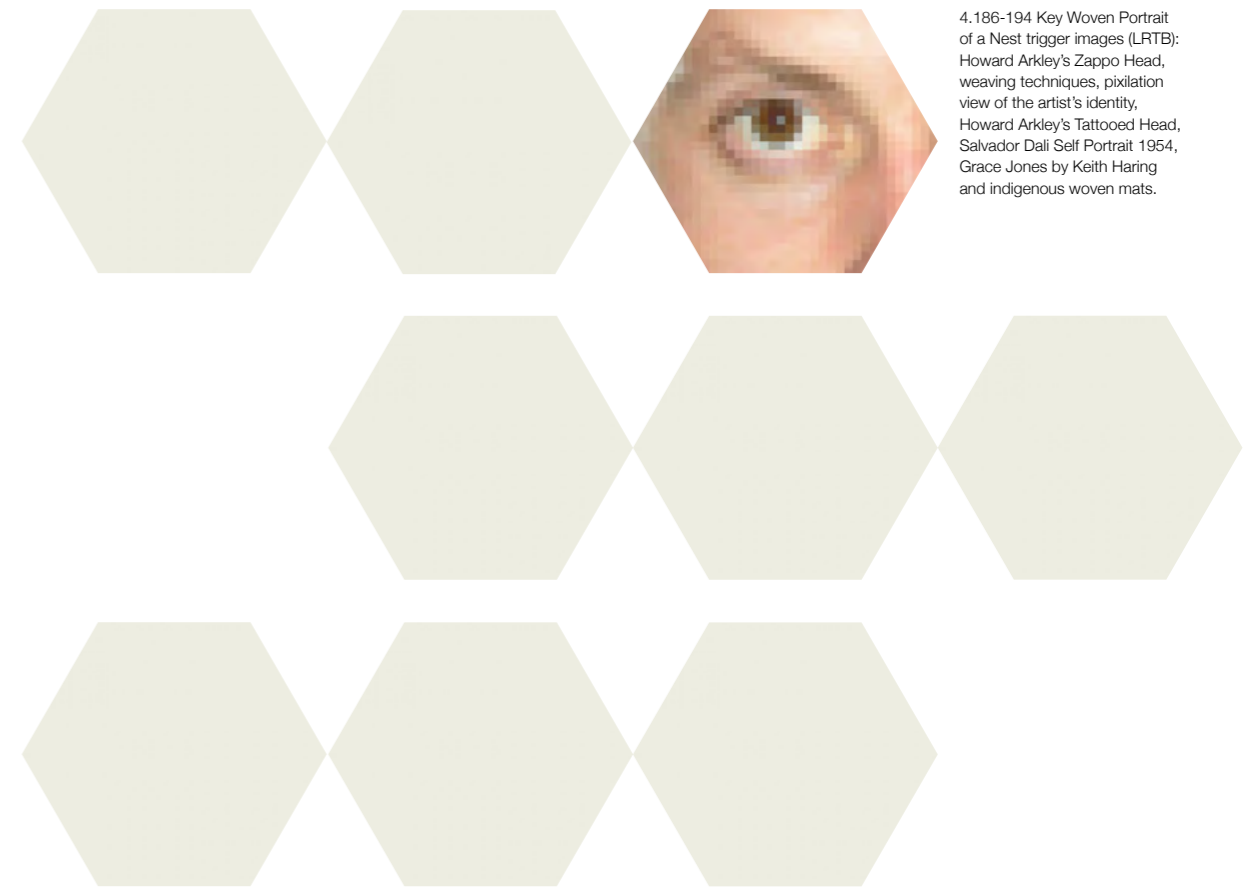 4.186-194 Key Woven Portrait
of a Nest trigger images (LRTB):
Howard Arkley's Zappo Head,
weaving techniques, pixilation
view of the artist's identity,
Howard Arkley's Tattooed Head,
Salvador Dali Self Portrait 1954,
Grace Jones by Keith Haring
and indigenous woven mats.